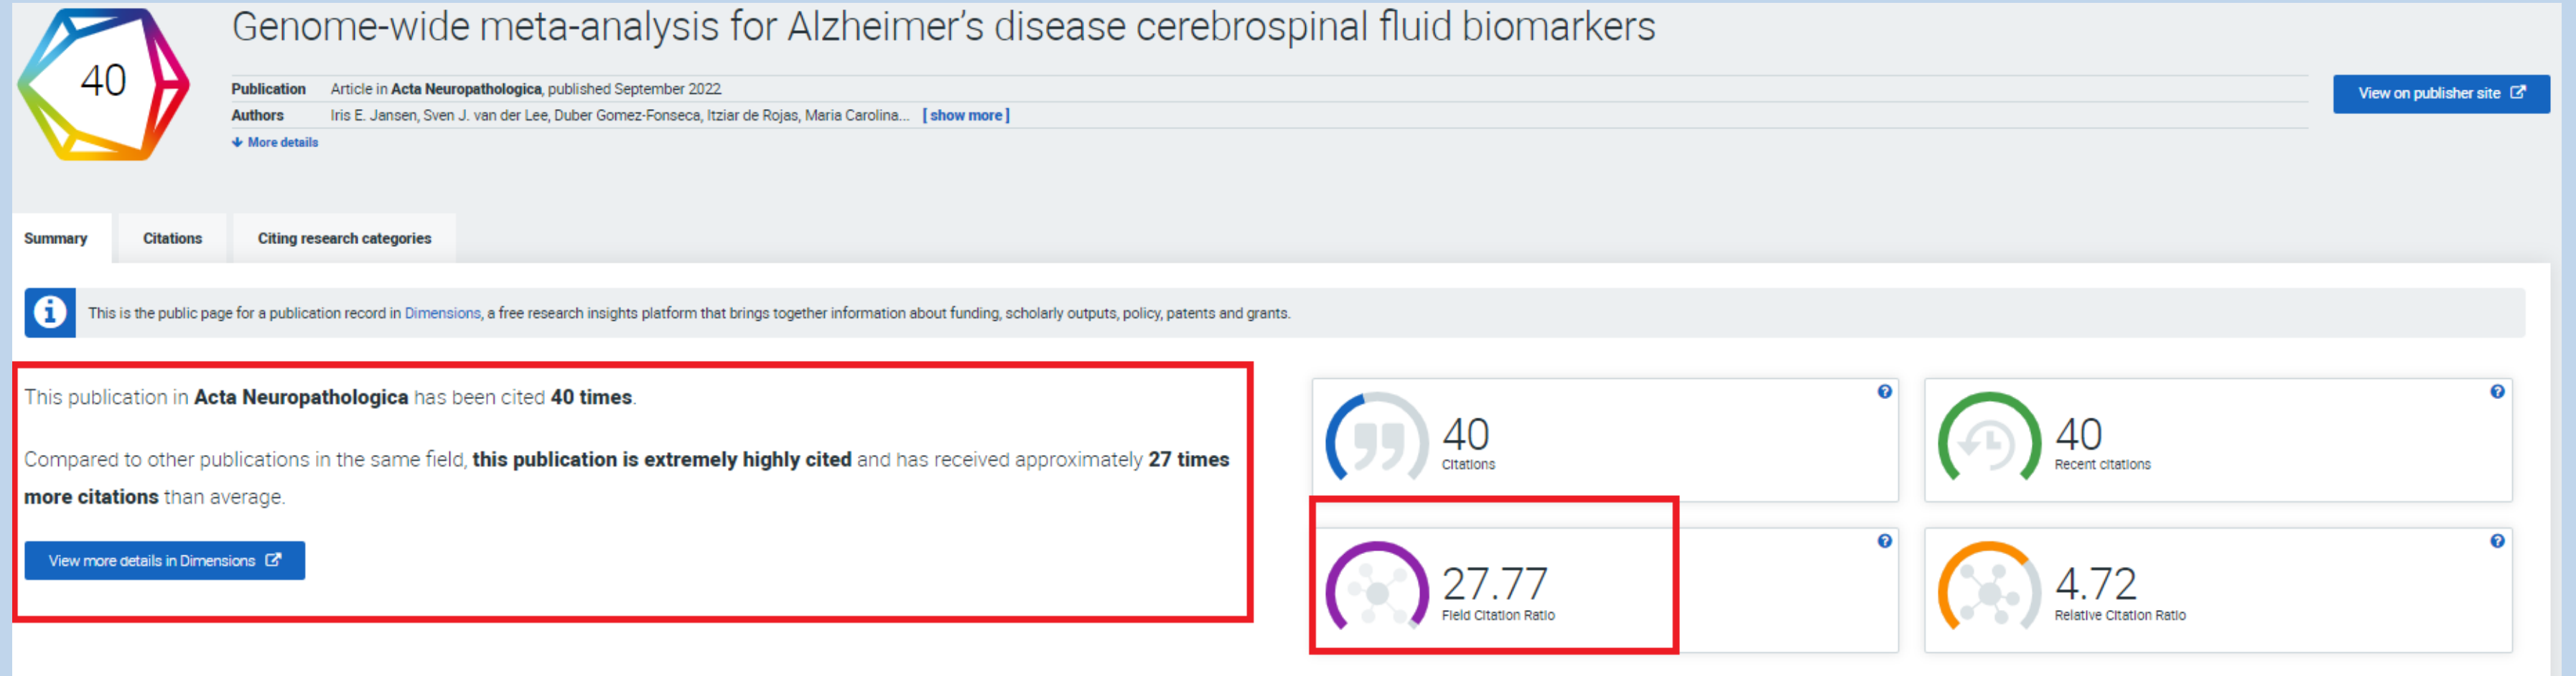 40
Genome-wide meta-analysis for Alzheimer's disease cerebrospinal fluid biomarkers
Publication Article in Acta Neuropathologica, published September 2022
Authors Iris E. Jansen, Sven J. van der Lee, Duber Gomez-Fonseca, Itziar de Rojas, Maria Carolina... [ show more ]
More details
View on publisher site
Summary Citations Citing research categories
This is the public page for a publication record in Dimensions, a free research insights platform that brings together information about funding, scholarly outputs, policy, patents and grants.
This publication in Acta Neuropathologica has been cited 40 times.
Compared to other publications in the same field, this publication is extremely highly cited and has received approximately 27 times
more citations than average.
View more details in Dimensions
40
Citations
?
40
Recent citations
?
27.77
Field Citation Ratio
?
4.72
Relative Citation Ratio
?